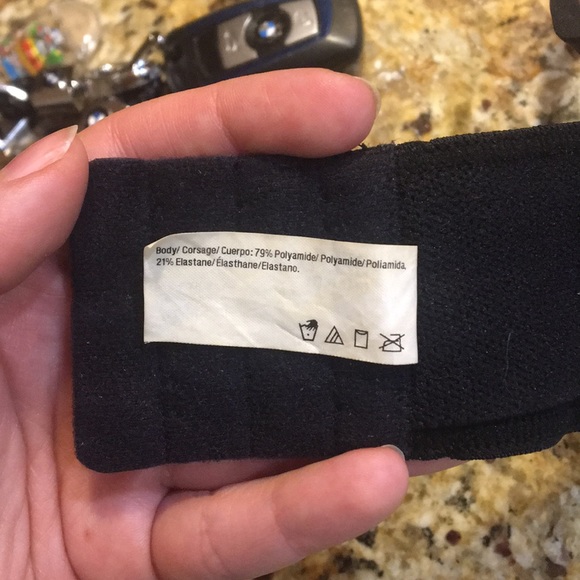 Body/ Corsage/ Cuerpo: 79% Polyamide/ Polyamide/ Poliamida.
21% Elastane/ Élasthane/Elastano.